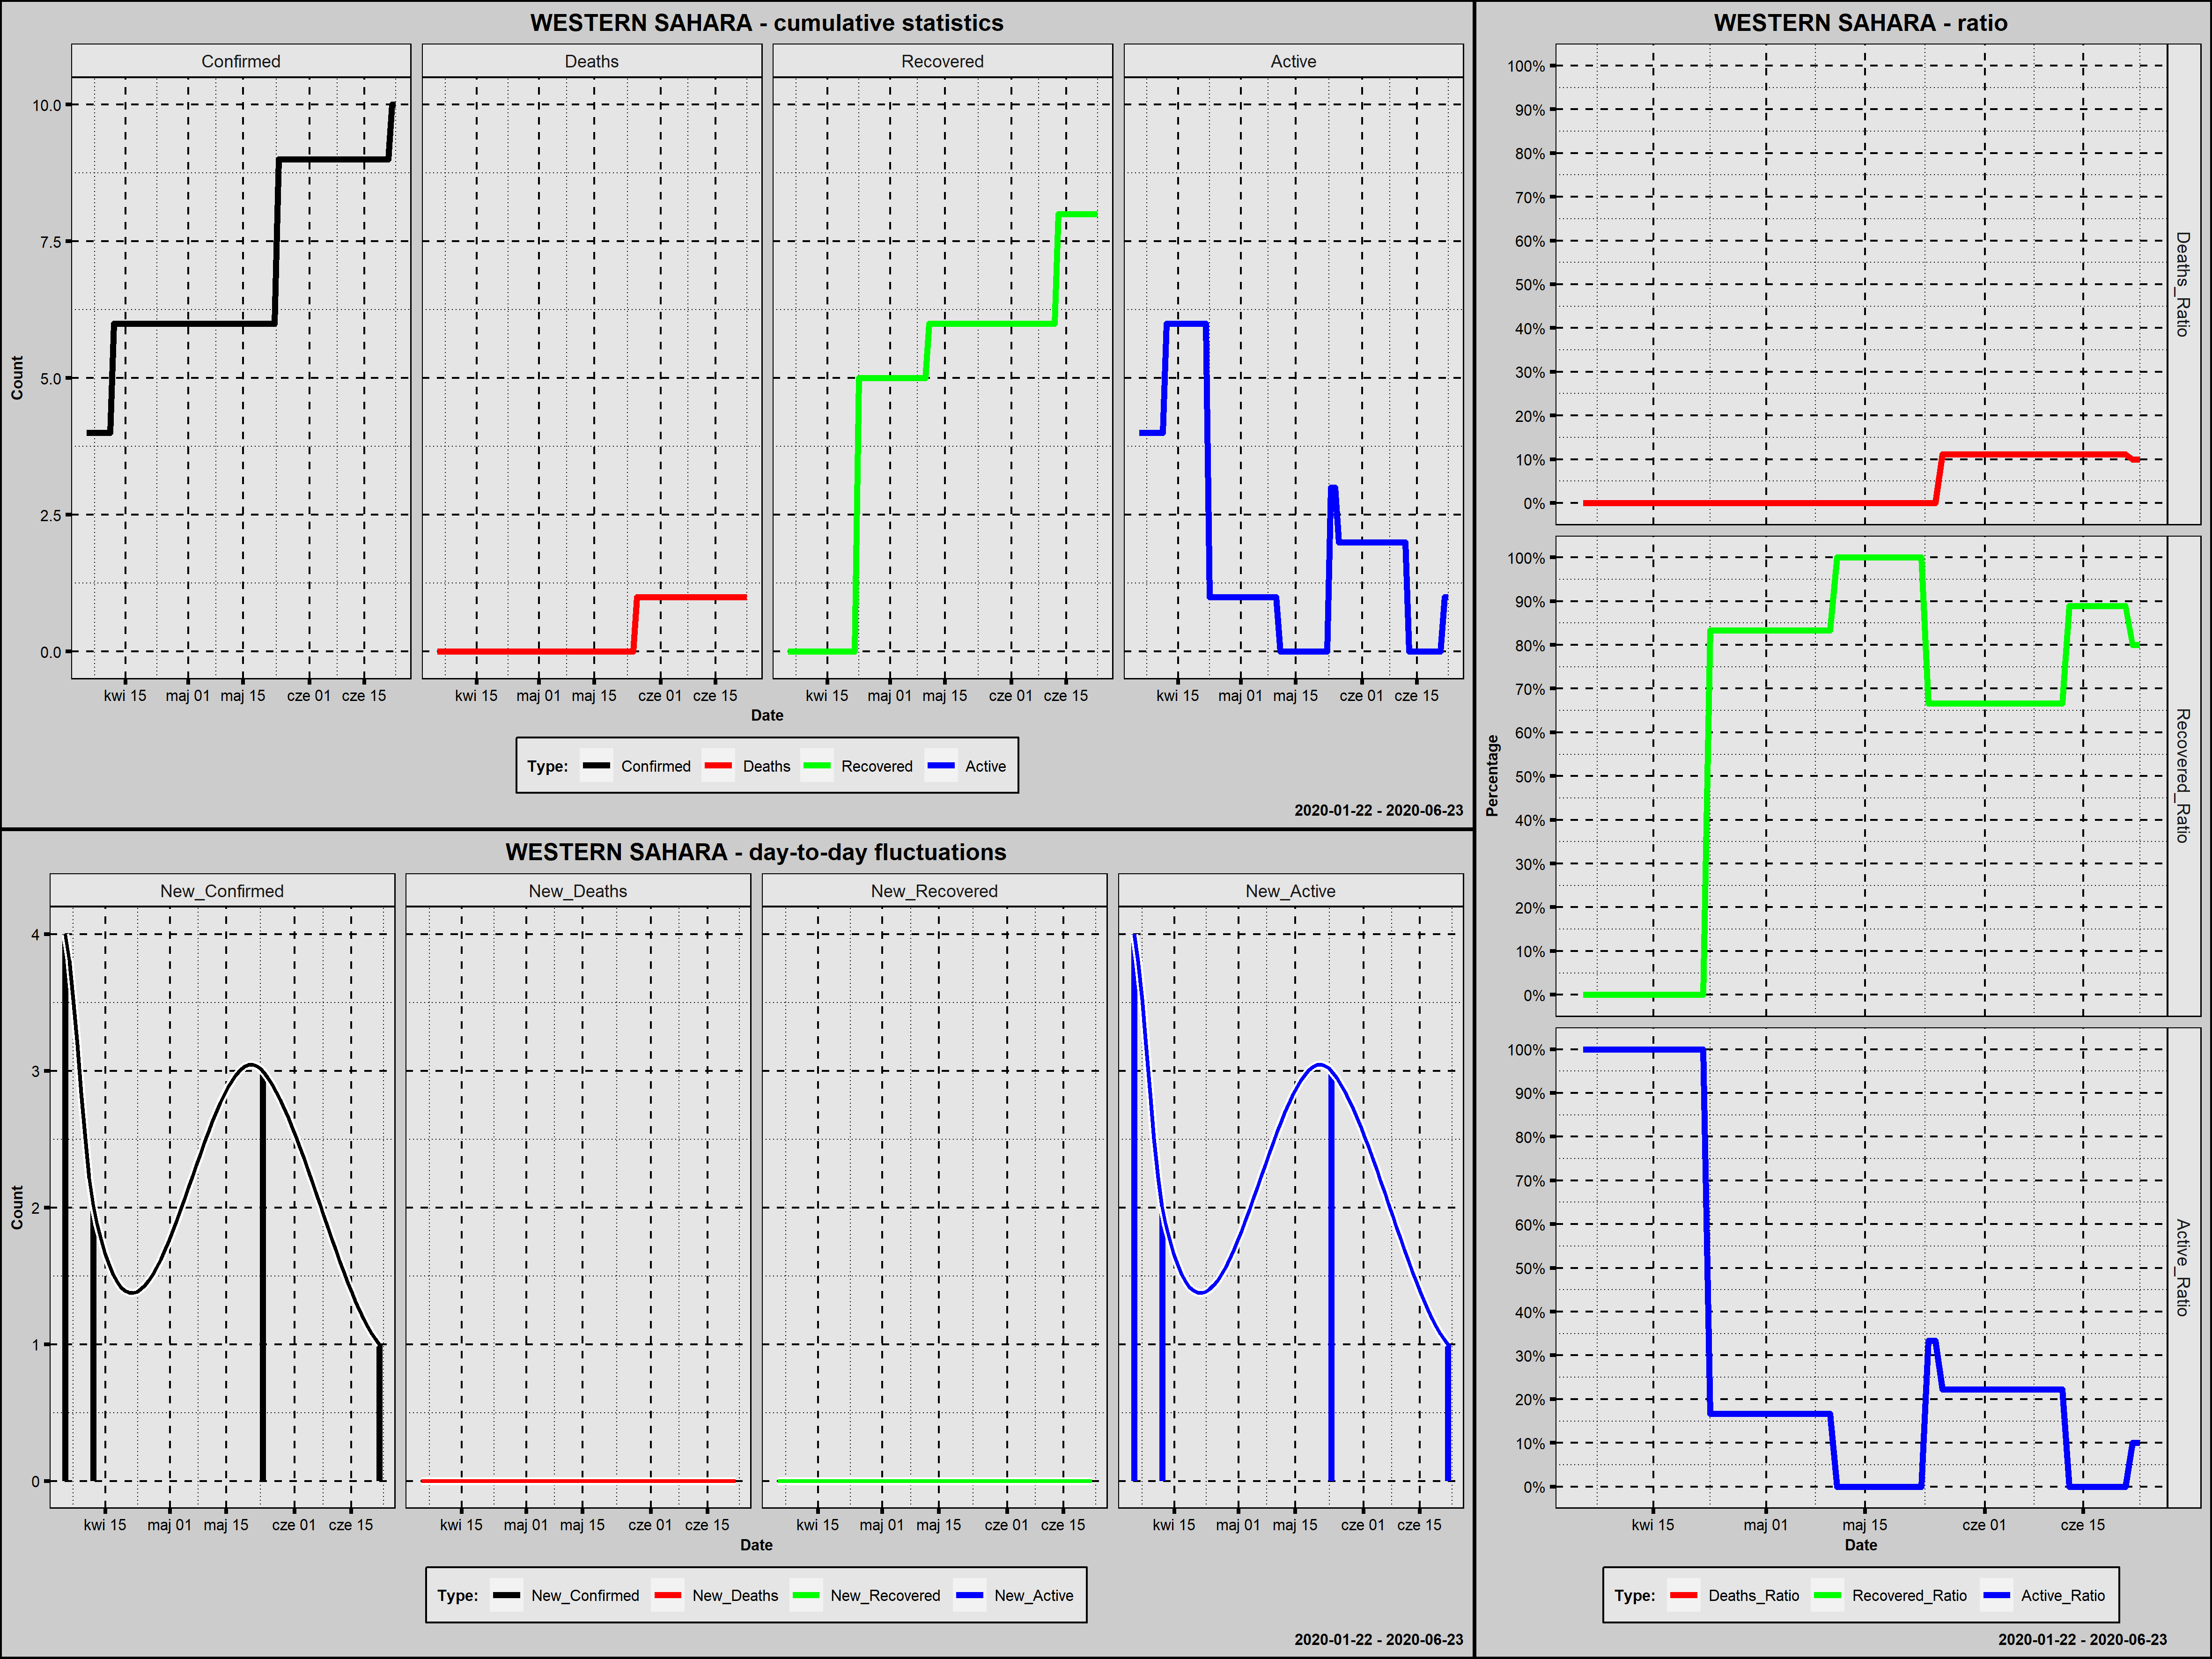 WESTERN SAHARA - cumulative statistics
Confirmed Deaths Recovered Active
Count
10.0
7.5
5.0
2.5
0.0
kwi 15 maj 01 maj 15 cze 01 cze 15 kwi 15 maj 01 maj 15 cze 01 cze 15 kwi 15 maj 01 maj 15 cze 01 cze 15 kwi 15 maj 01 maj 15 cze 01 cze 15
Date
Type: Confirmed Deaths Recovered Active
2020-01-22 - 2020-06-23
WESTERN SAHARA - day-to-day fluctuations
New_Confirmed New_Deaths New_Recovered New_Active
Count
4
3
2
1
0
kwi 15 maj 01 maj 15 cze 01 cze 15 kwi 15 maj 01 maj 15 cze 01 cze 15 kwi 15 maj 01 maj 15 cze 01 cze 15 kwi 15 maj 01 maj 15 cze 01 cze 15
Date
Type: New_Confirmed New_Deaths New_Recovered New_Active
2020-01-22 - 2020-06-23
WESTERN SAHARA - ratio
Percentage
100%
90%
80%
70%
60%
50%
40%
30%
20%
10%
0%
Deaths_Ratio
100%
90%
80%
70%
60%
50%
40%
30%
20%
10%
0%
Recovered_Ratio
100%
90%
80%
70%
60%
50%
40%
30%
20%
10%
0%
Active_Ratio
kwi 15 maj 01 maj 15 cze 01 cze 15
Date
Type: Deaths_Ratio Recovered_Ratio Active_Ratio
2020-01-22 - 2020-06-23